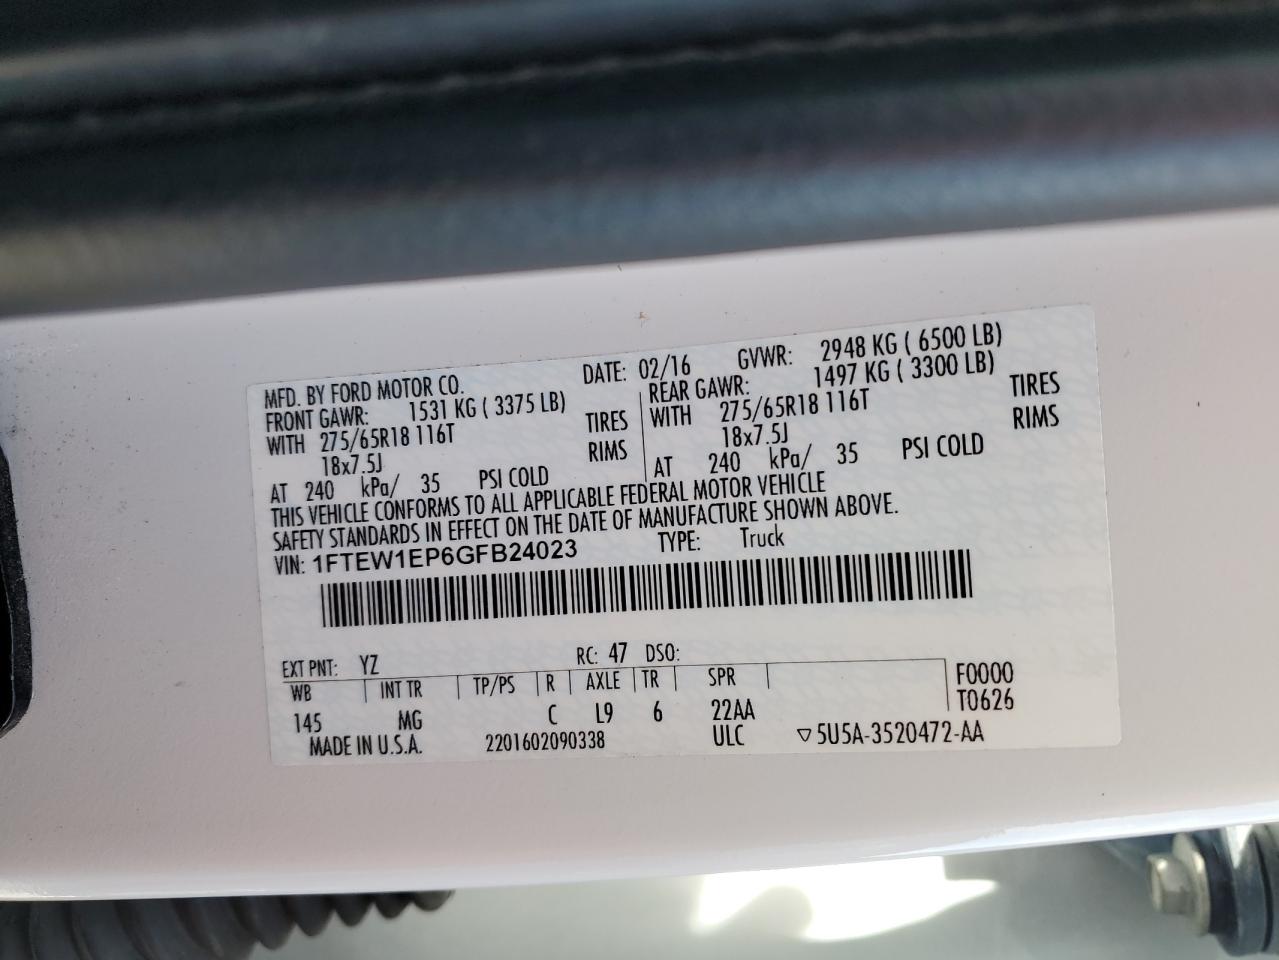 MFD. BY FORD MOTOR CO. DATE: 02/16 GVWR: 2948 KG ( 6500 LB)
FRONT GAWR: 1531 KG ( 3375 LB) REAR GAWR: 1497 KG ( 3300 LB)
WITH 275/65R18 116T TIRES WITH 275/65R18 116T TIRES
18x7.5J RIMS 18x7.5J RIMS
AT 240 kPa/ 35 PSI COLD AT 240 kPa/ 35 PSI COLD
THIS VEHICLE CONFORMS TO ALL APPLICABLE FEDERAL MOTOR VEHICLE
SAFETY STANDARDS IN EFFECT ON THE DATE OF MANUFACTURE SHOWN ABOVE.
VIN: 1FTEW1EP6GFB24023 TYPE: Truck
EXT PNT: YZ RC: 47 DSO:
WB INT TR TP/PS R AXLE TR SPR F0000
145 MG C L9 6 22AA T0626
MADE IN U.S.A. 2201602090338 ULC ▽5U5A-3520472-AA